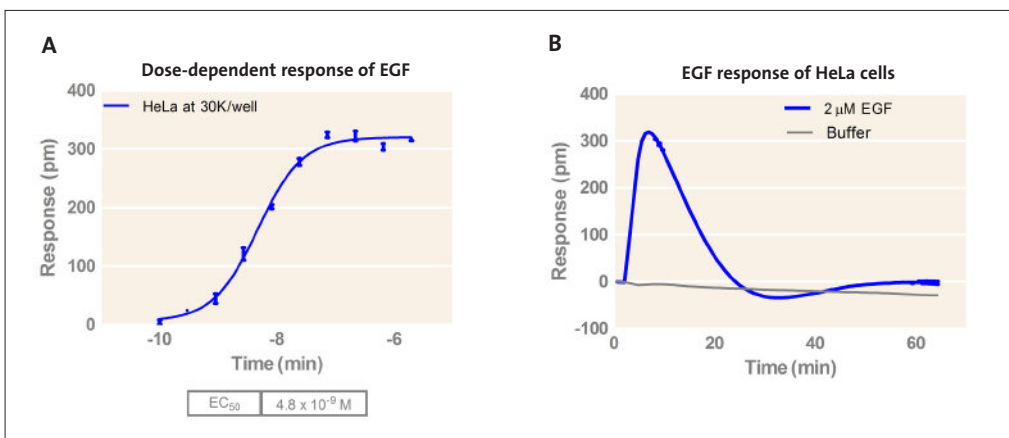 A
Dose-dependent response of EGF
400
300
200
100
0
Response (pm)
HeLa at 30K/well
-10
-8
-6
Time (min)
EC50 4.8 x 10-9 M
B
EGF response of HeLa cells
400
300
200
100
0
-100
Response (pm)
2 µM EGF
Buffer
0
20
40
60
Time (min)